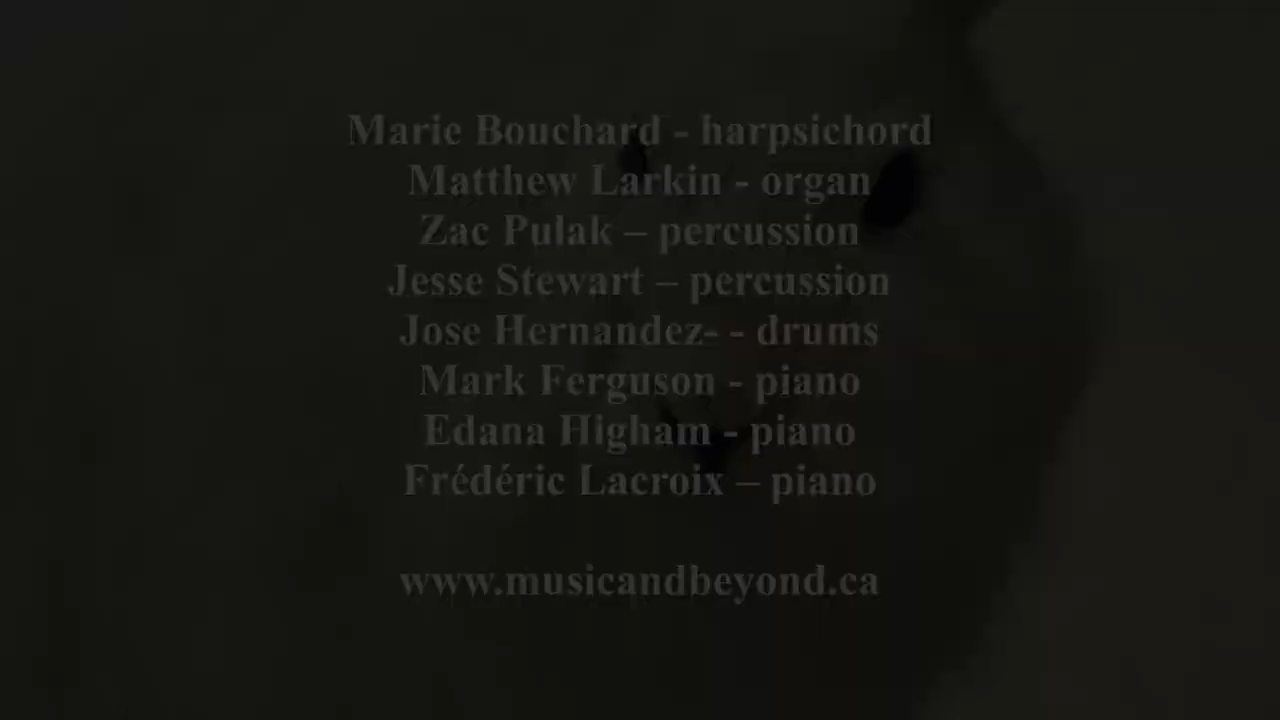 Marie Bouchard - harpsichord
Matthew Larkin - organ
Zac Pulak – percussion
Jesse Stewart – percussion
Jose Hernandez- - drums
Mark Ferguson - piano
Edana Higham - piano
Frédéric Lacroix – piano
www.musicandbeyond.ca